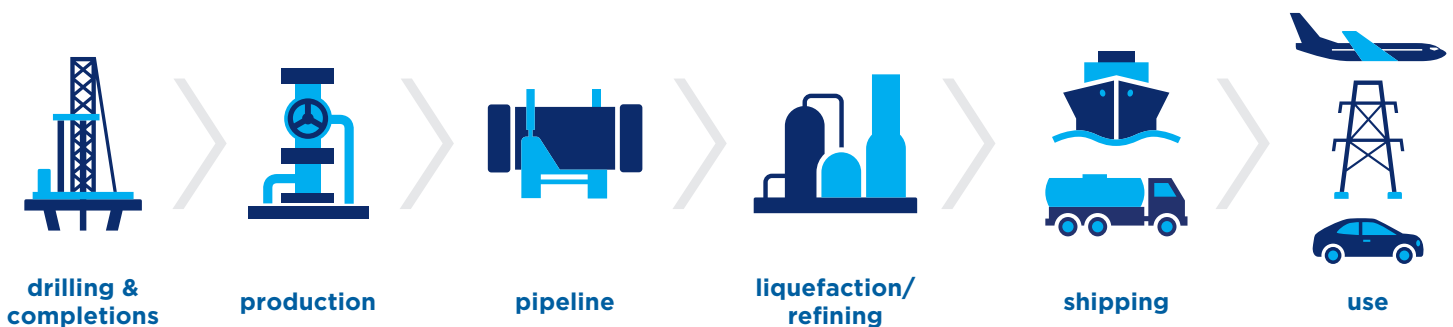 drilling &
completions
production
pipeline
liquefaction/
refining
shipping
use